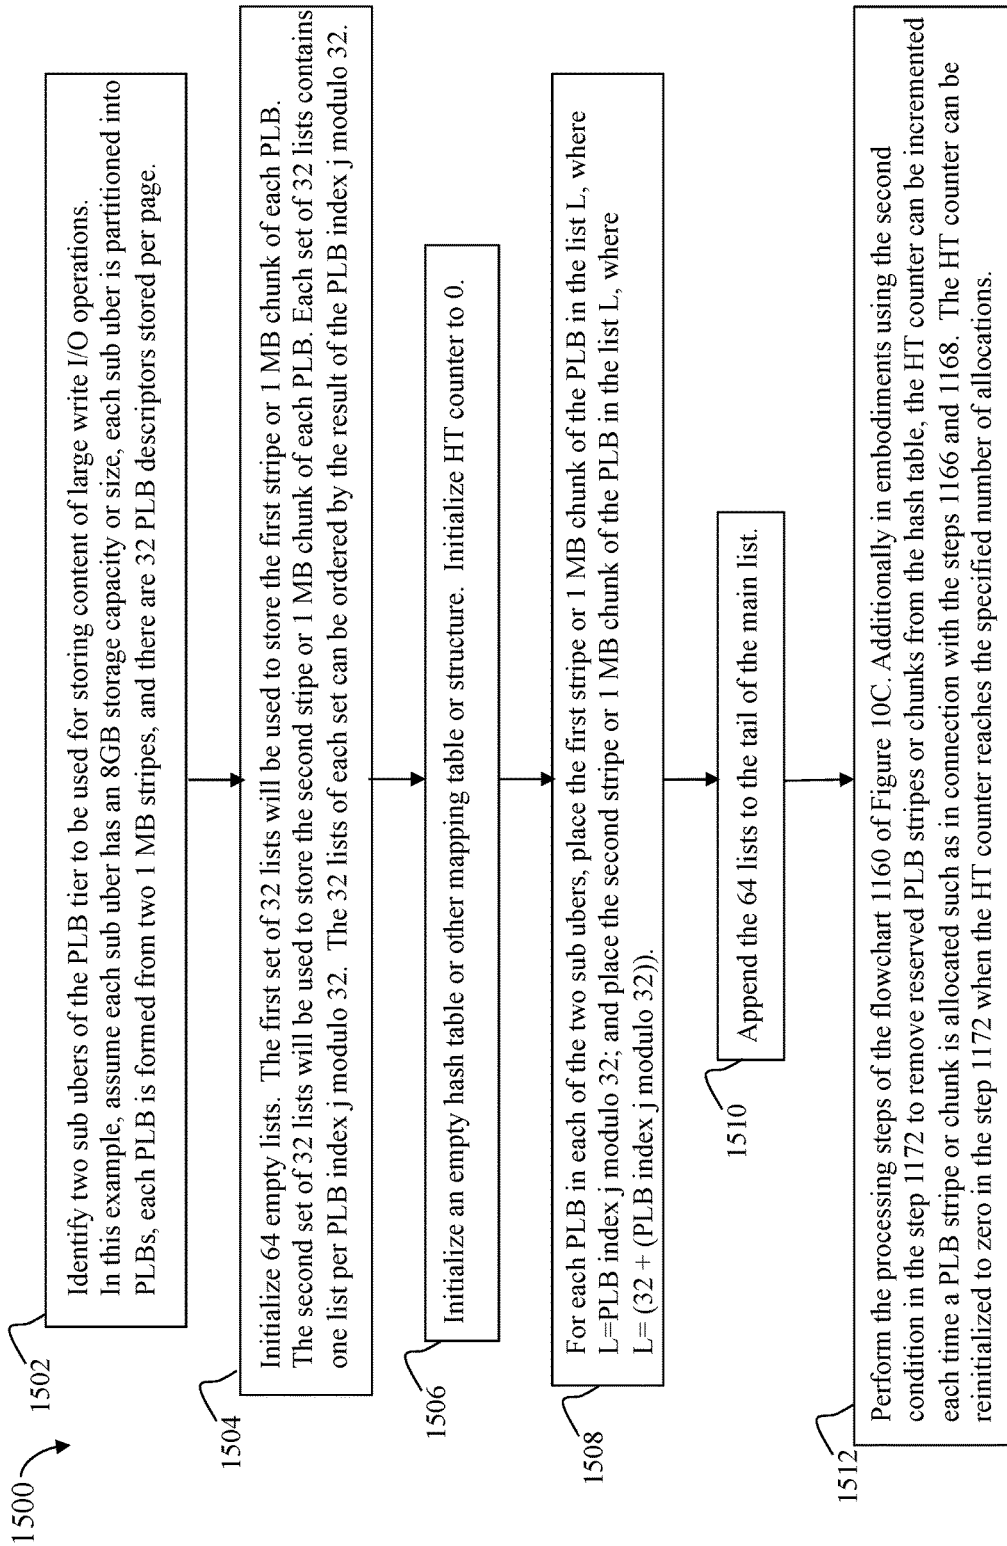 1500
1502
Identify two sub ubers of the PLB tier to be used for storing content of large write I/O operations.
In this example, assume each sub uber has an 8GB storage capacity or size, each sub uber is partitioned into
PLBs, each PLB is formed from two 1 MB stripes, and there are 32 PLB descriptors stored per page.
1504
Initialize 64 empty lists. The first set of 32 lists will be used to store the first stripe or 1 MB chunk of each PLB.
The second set of 32 lists will be used to store the second stipe or 1 MB chunk of each PLB. Each set of 32 lists contains
one list per PLB index j modulo 32. The 32 lists of each set can be ordered by the result of the PLB index j modulo 32.
1506
Initialize an empty hash table or other mapping table or structure. Initialize HT counter to 0.
1508
For each PLB in each of the two sub ubers, place the first stripe or 1 MB chunk of the PLB in the list L, where
L=PLB index j modulo 32; and place the second stripe or 1 MB chunk of the PLB in the list L, where
L= (32 + (PLB index j modulo 32)).
1510
Append the 64 lists to the tail of the main list.
1512
Perform the processing steps of the flowchart 1160 of Figure 10C. Additionally in embodiments using the second
condition in the step 1172 to remove reserved PLB stripes or chunks from the hash table, the HT counter can be incremented
each time a PLB stripe or chunk is allocated such as in connection with the steps 1166 and 1168. The HT counter can be
reinitialized to zero in the step 1172 when the HT counter reaches the specified number of allocations.